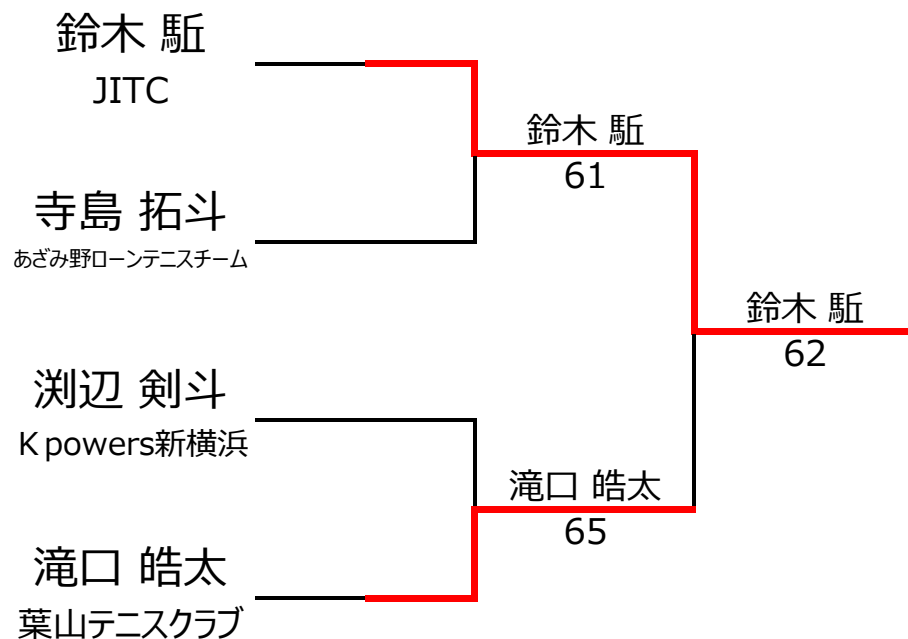 鈴木 駈
JITC
鈴木 駈
61
寺島 拓斗
あざみ野ローンテニスチーム
鈴木 駈
62
渕辺 剣斗
K powers新横浜
滝口 皓太
65
滝口 皓太
葉山テニスクラブ